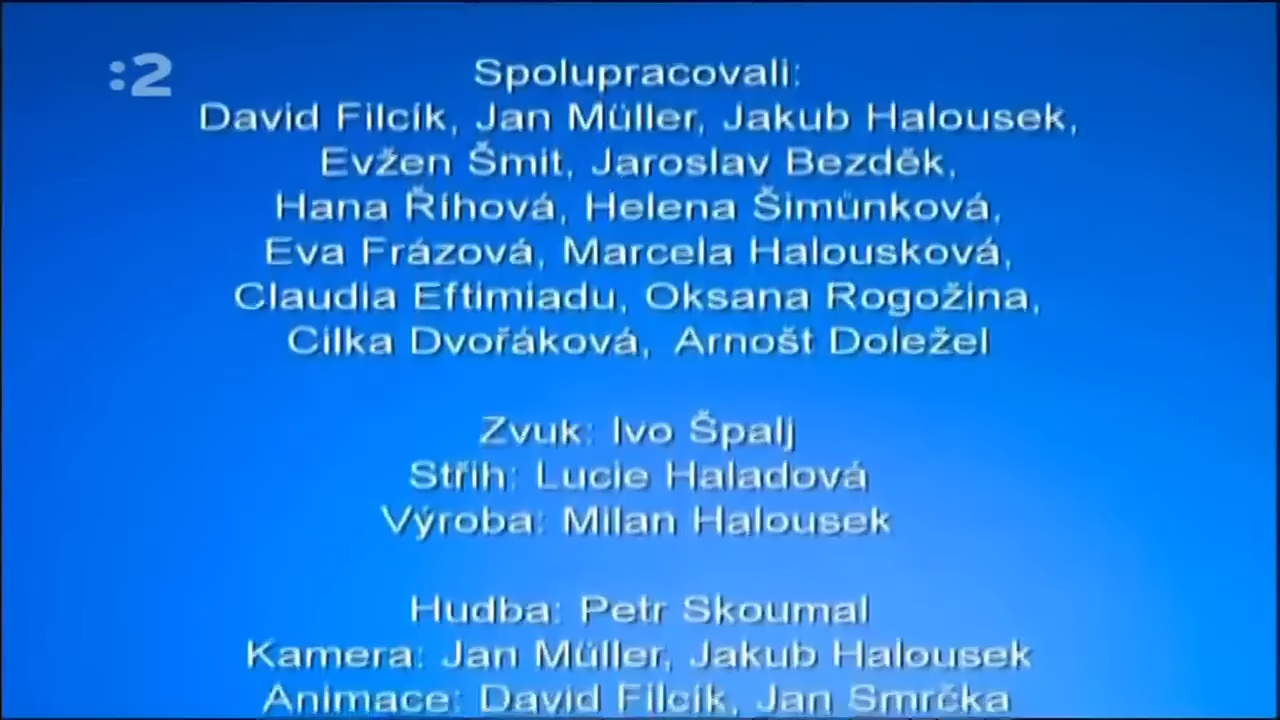 :2
Spolupracovali:
David Filcík, Jan Müller, Jakub Halousek,
Evžen Šmit, Jaroslav Bezděk,
Hana Říhová, Helena Šimůnková,
Eva Frázová, Marcela Halousková,
Claudia Eftimiadu, Oksana Rogožina,
Cilka Dvořáková, Arnošt Doležel
Zvuk: Ivo Špalj
Střih: Lucie Haladová
Výroba: Milan Halousek
Hudba: Petr Skoumal
Kamera: Jan Müller, Jakub Halousek
Animace: David Filcík, Jan Smrčka